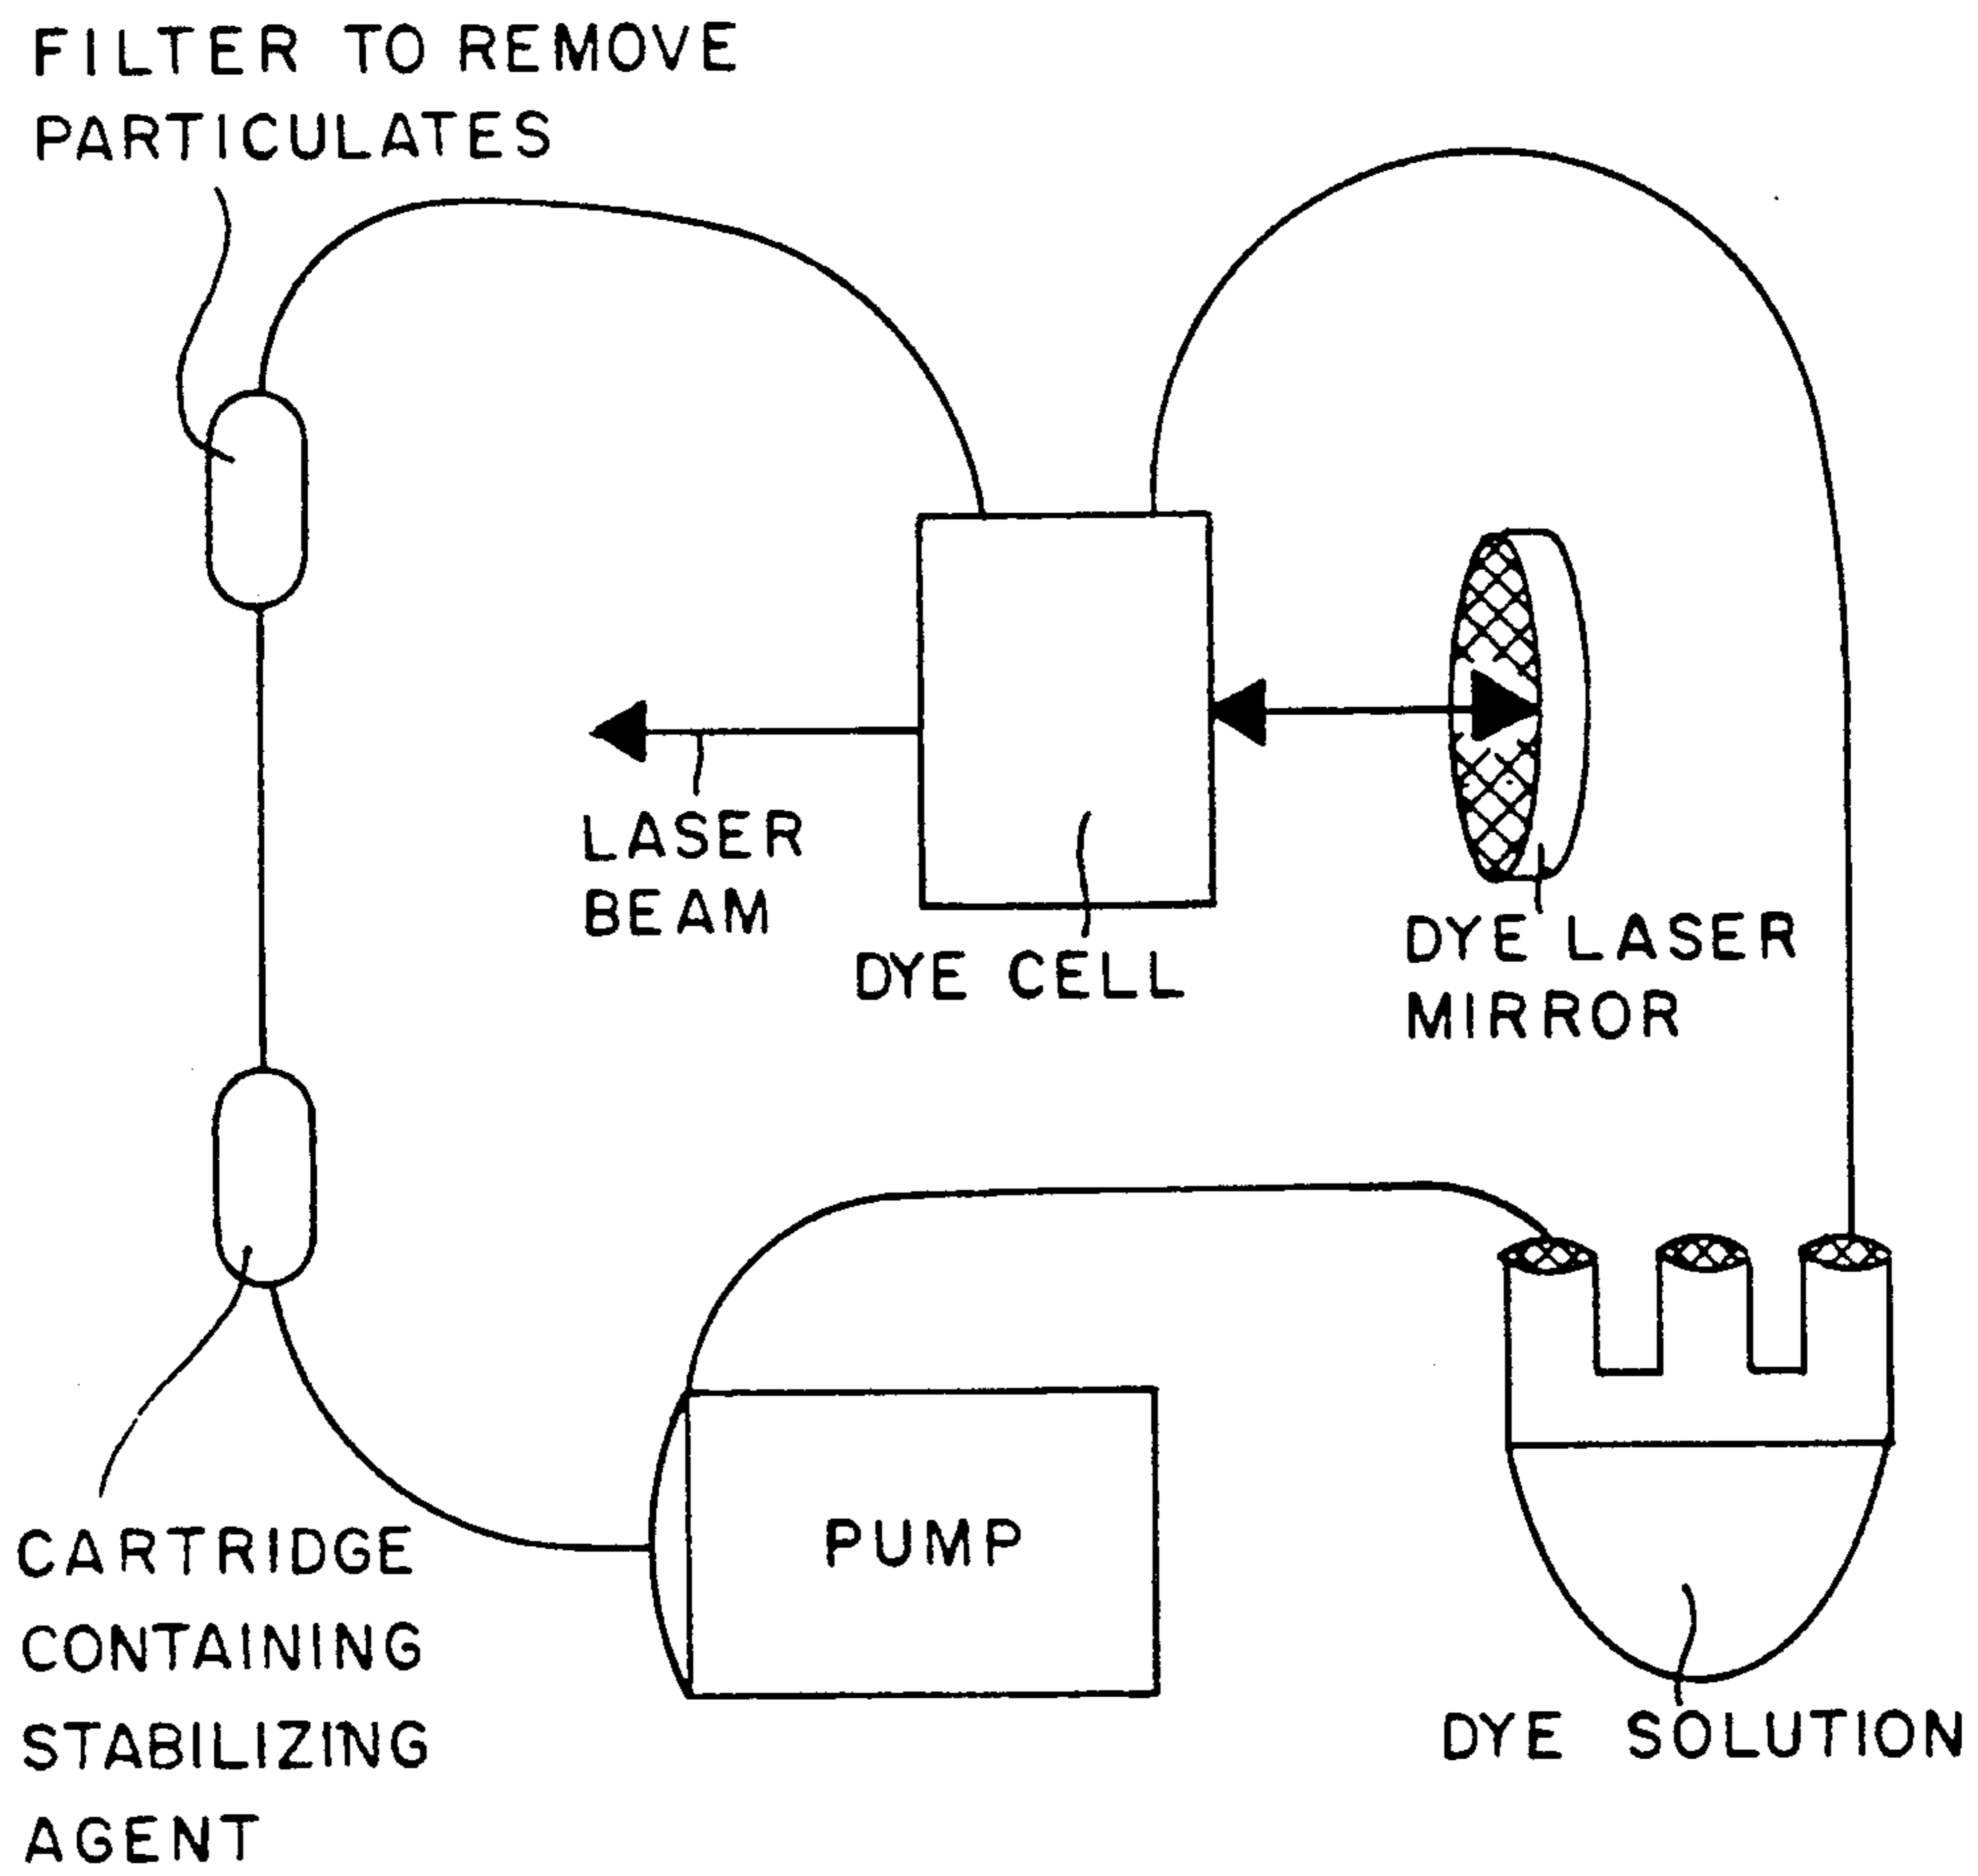 FILTER TO REMOVE
PARTICULATES
LASER
BEAM
DYE CELL
DYE LASER
MIRROR
PUMP
CARTRIDGE
CONTAINING
STABILIZING
AGENT
DYE SOLUTION